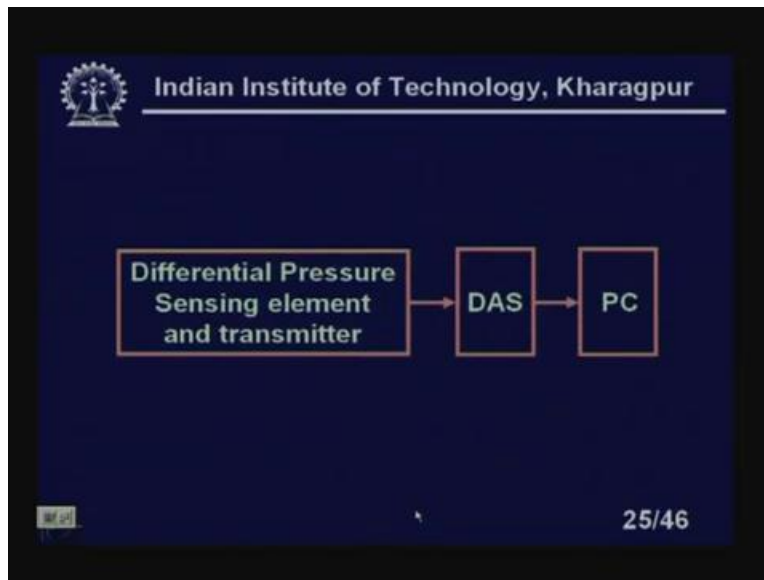 Indian Institute of Technology, Kharagpur
Differential Pressure
Sensing element
and transmitter
DAS
PC
25/46